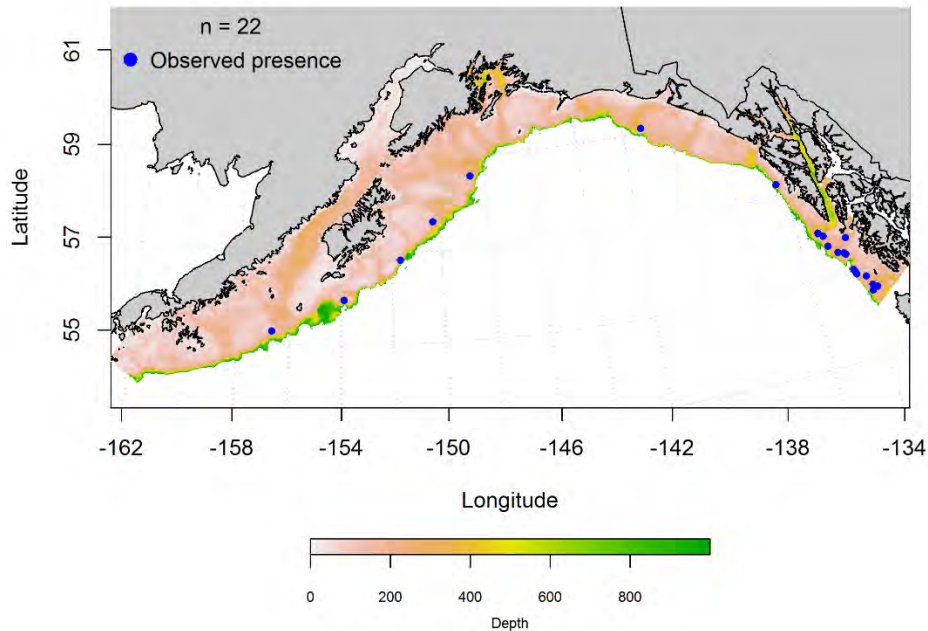 n = 22
Observed presence
61
59
57
55
Latitude
-162 -158 -154 -150 -146 -142 -138 -134
Longitude
0 200 400 600 800
Depth